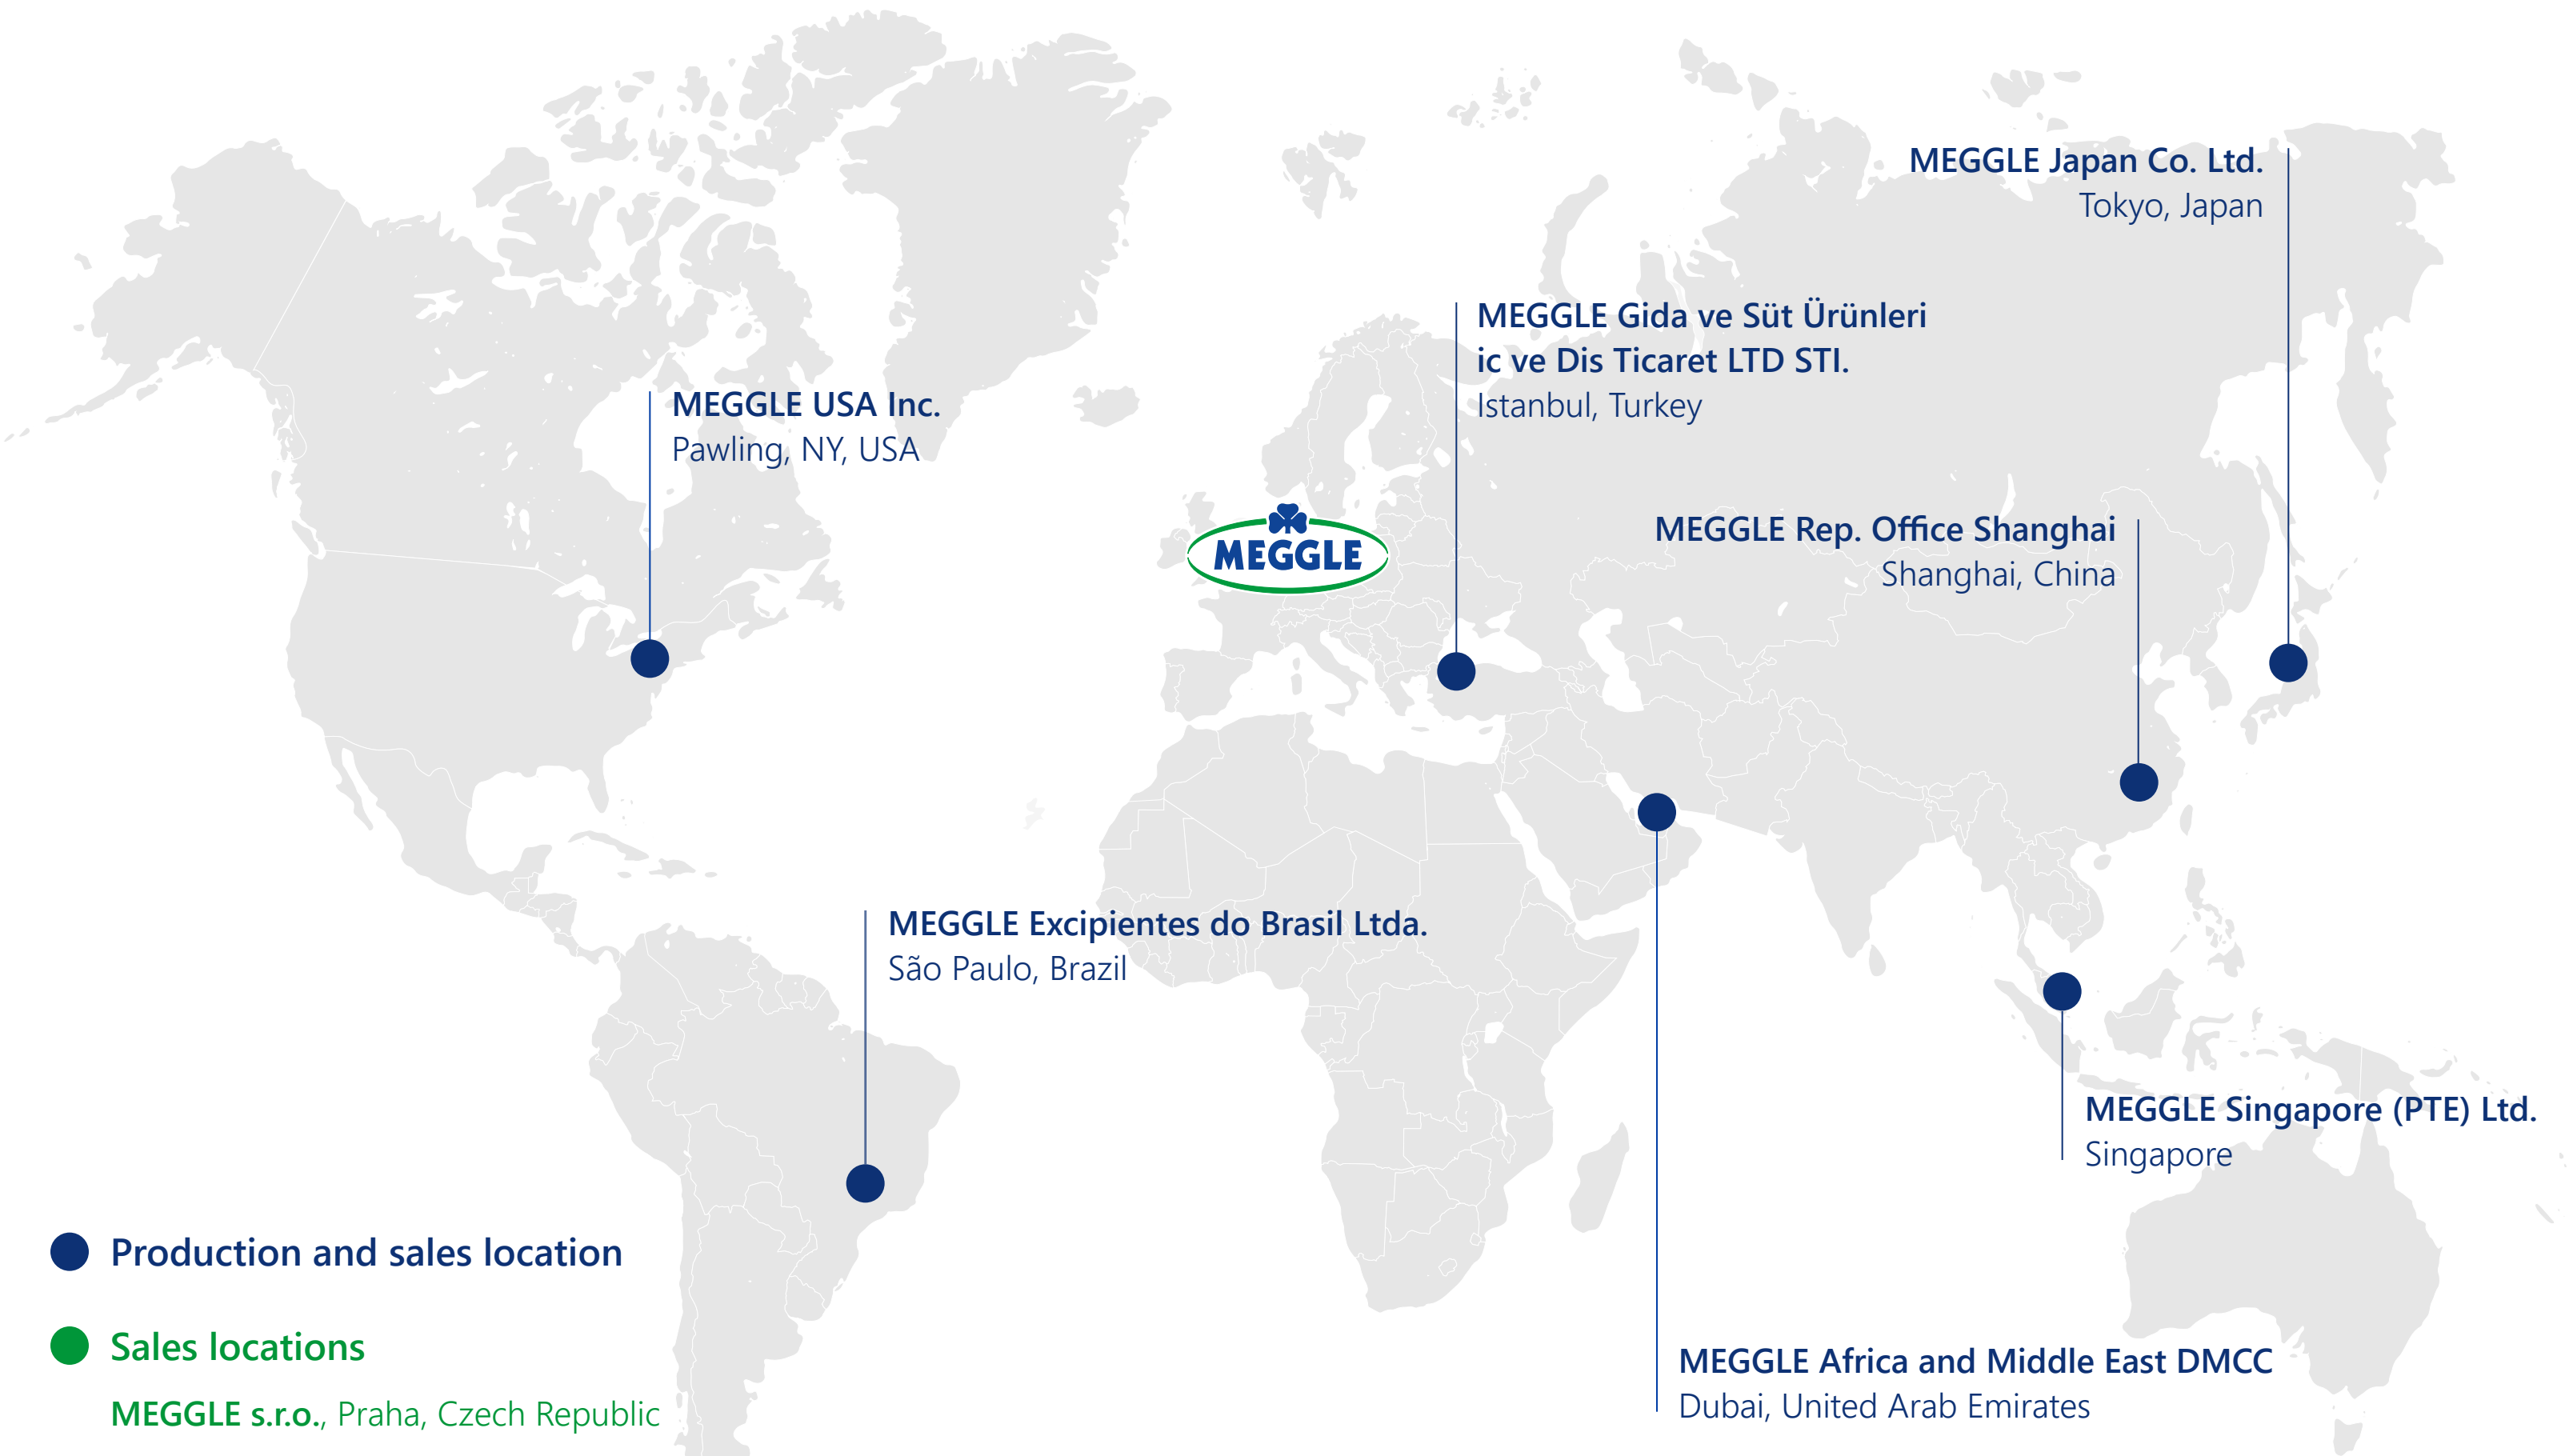 MEGGLE Japan Co. Ltd.
Tokyo, Japan
MEGGLE Gida ve Süt Ürünleri
ic ve Dis Ticaret LTD STI.
Istanbul, Turkey
MEGGLE USA Inc.
Pawling, NY, USA
MEGGLE
MEGGLE Rep. Office Shanghai
Shanghai, China
MEGGLE Excipientes do Brasil Ltda.
São Paulo, Brazil
MEGGLE Singapore (PTE) Ltd.
Singapore
Production and sales location
Sales locations
MEGGLE s.r.o., Praha, Czech Republic
MEGGLE Africa and Middle East DMCC
Dubai, United Arab Emirates